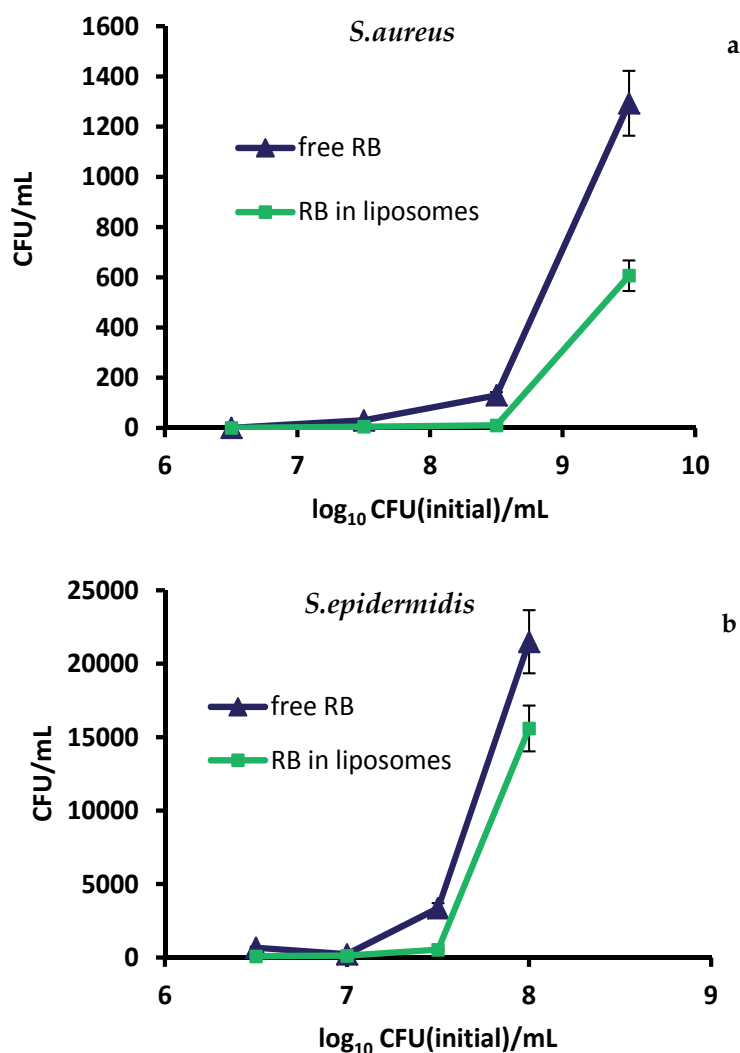 S.aureus
a
1600
1400
1200
1000
800
600
400
200
0
CFU/mL
free RB
RB in liposomes
6 7 8 9 10
log₁₀ CFU(initial)/mL
S.epidermidis
b
25000
20000
15000
10000
5000
0
CFU/mL
free RB
RB in liposomes
6 7 8 9
log₁₀ CFU(initial)/mL